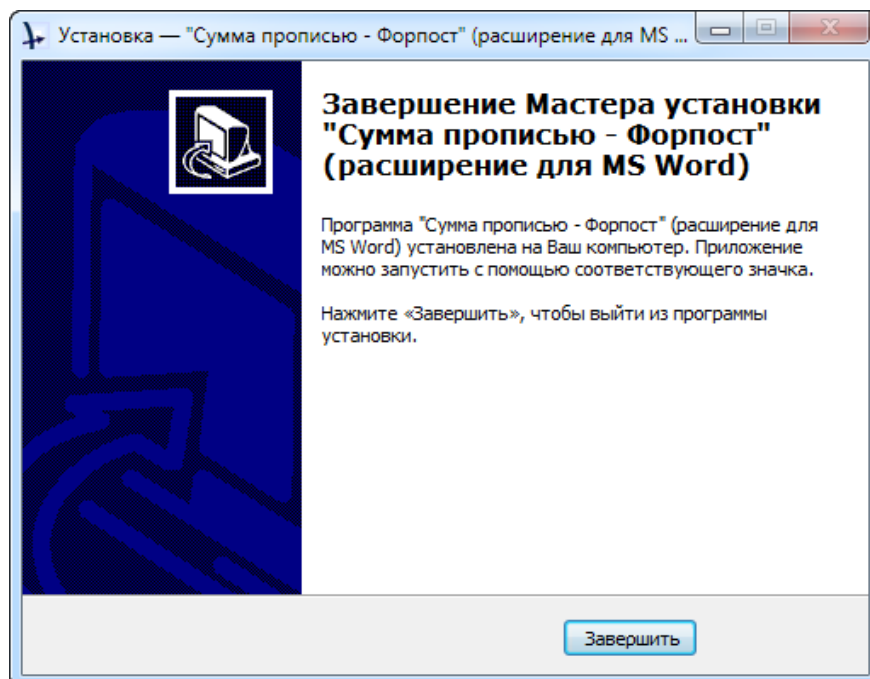 Установка — "Сумма прописью - Форпост" (расширение для MS ...
Завершение Мастера установки
"Сумма прописью - Форпост"
(расширение для MS Word)
Программа "Сумма прописью - Форпост" (расширение для
MS Word) установлена на Ваш компьютер. Приложение
можно запустить с помощью соответствующего значка.
Нажмите «Завершить», чтобы выйти из программы
установки.
Завершить